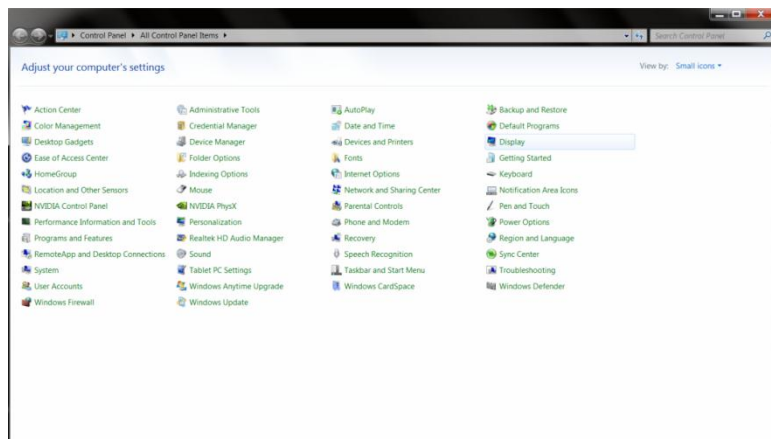 Control Panel ▸ All Control Panel Items ▸ Search Control Panel
Adjust your computer's settings View by: Small icons
Action Center Administrative Tools AutoPlay Backup and Restore
Color Management Credential Manager Date and Time Default Programs
Desktop Gadgets Device Manager Devices and Printers Display
Ease of Access Center Folder Options Fonts Getting Started
HomeGroup Indexing Options Internet Options Keyboard
Location and Other Sensors Mouse Network and Sharing Center Notification Area Icons
NVIDIA Control Panel NVIDIA PhysX Parental Controls Pen and Touch
Performance Information and Tools Personalization Phone and Modem Power Options
Programs and Features Realtek HD Audio Manager Recovery Region and Language
RemoteApp and Desktop Connections Sound Speech Recognition Sync Center
System Tablet PC Settings Taskbar and Start Menu Troubleshooting
User Accounts Windows Anytime Upgrade Windows CardSpace Windows Defender
Windows Firewall Windows Update